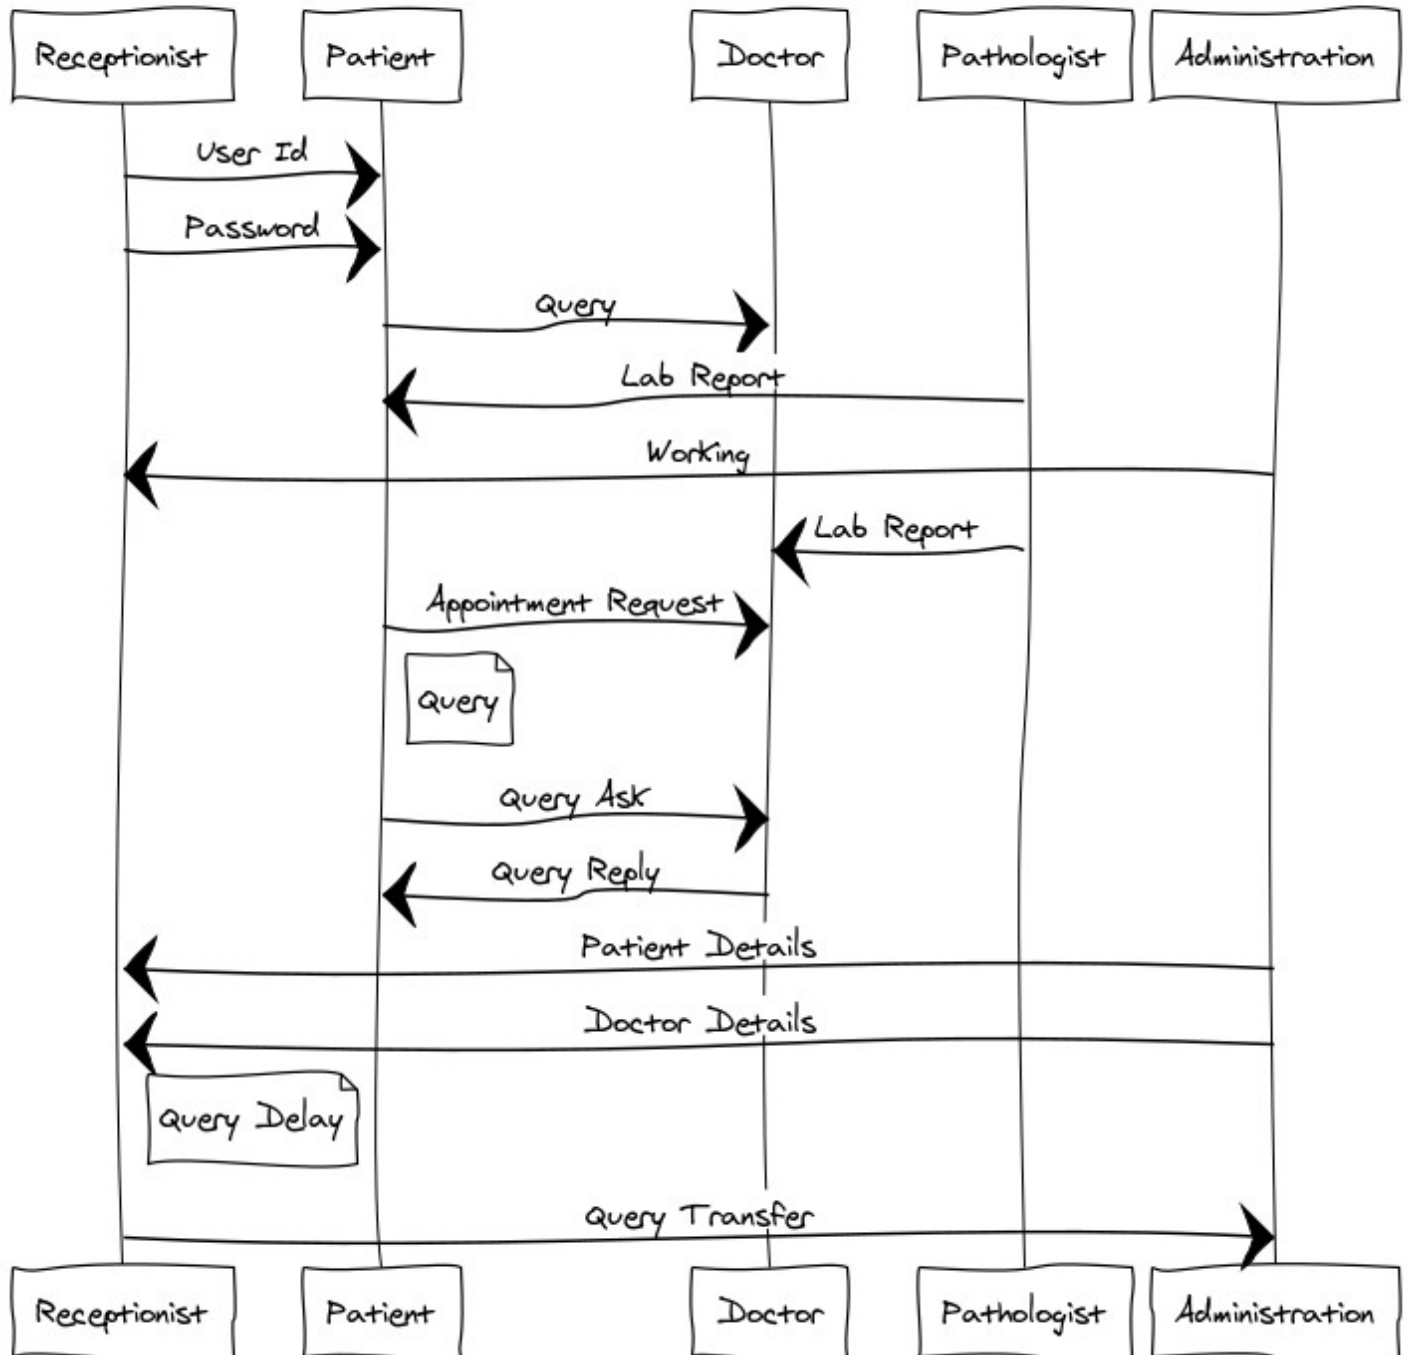 Receptionist
Patient
Doctor
Pathologist
Administration
User Id
Password
Query
Lab Report
Working
Lab Report
Appointment Request
Query
Query Ask
Query Reply
Patient Details
Doctor Details
Query Delay
Query Transfer
Receptionist
Patient
Doctor
Pathologist
Administration